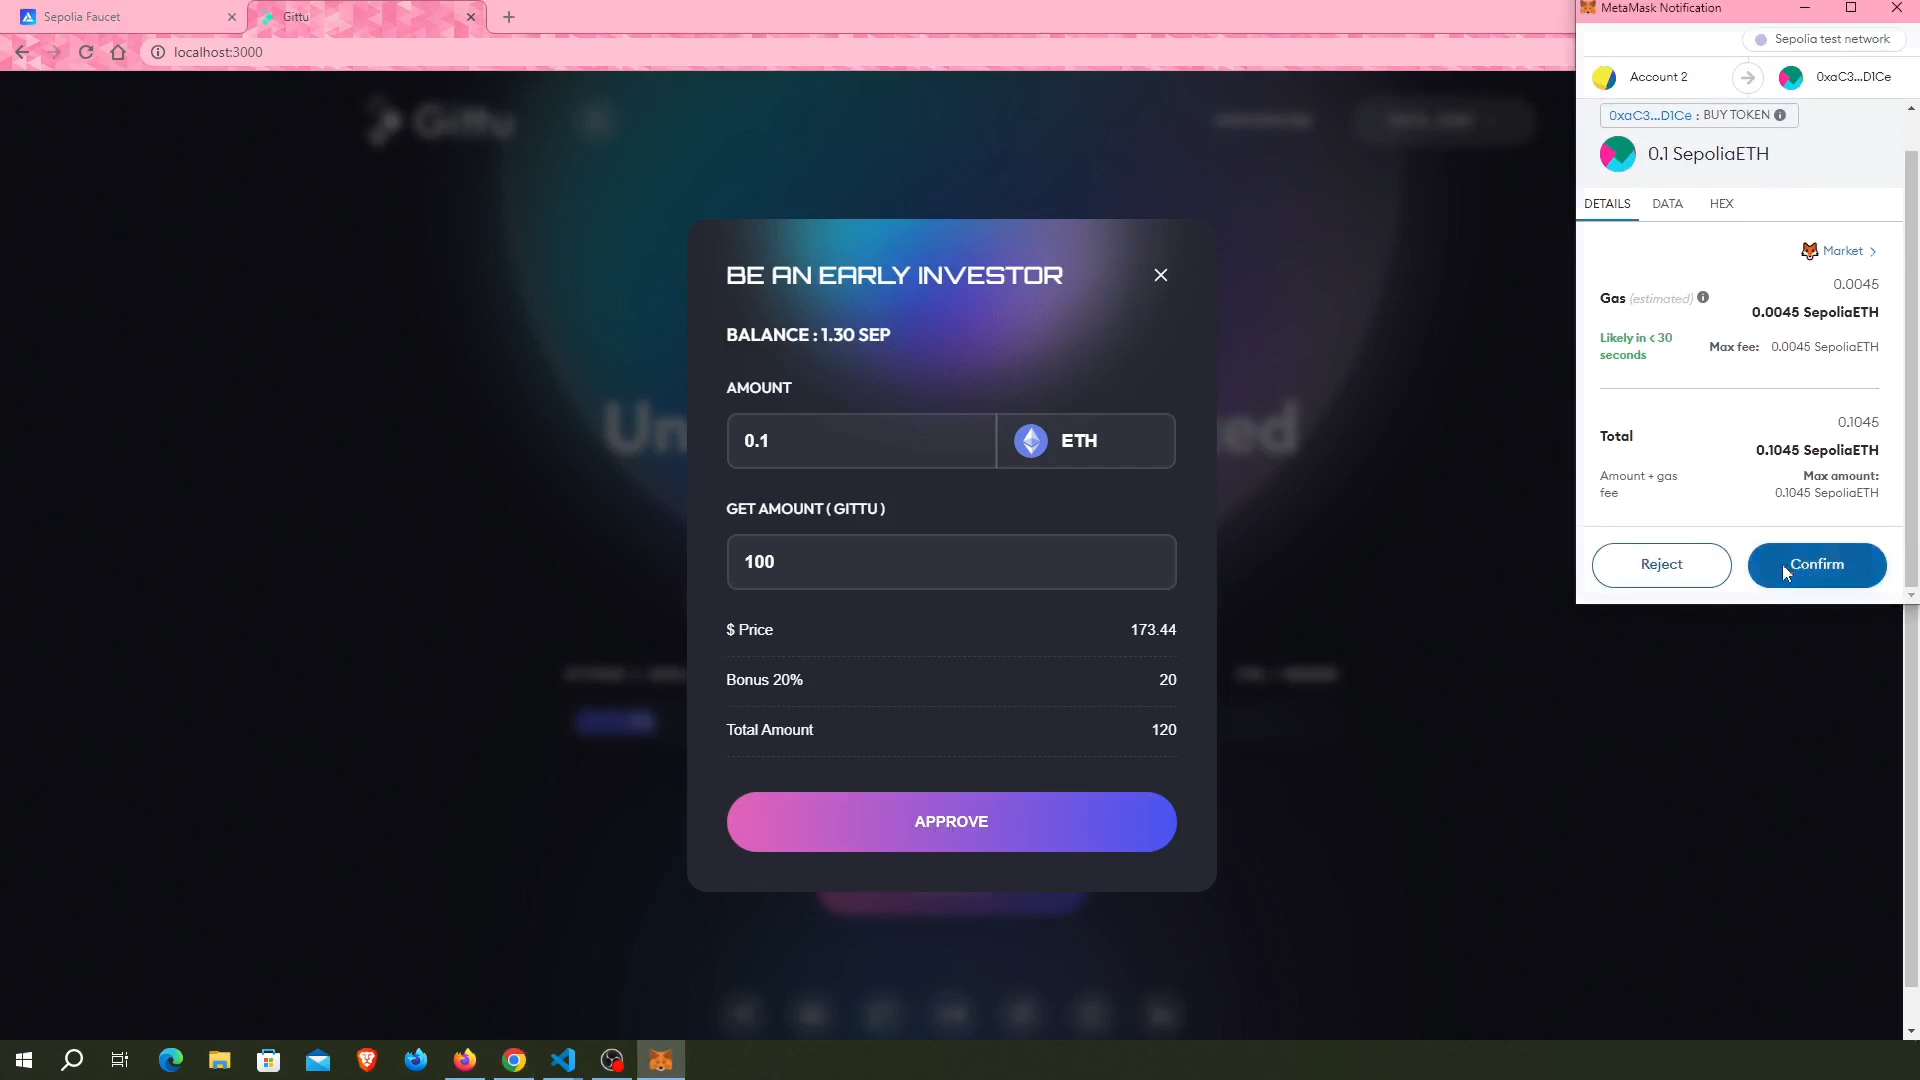 Sepolia Faucet
Gittu
localhost:3000
Gittu
BE AN EARLY INVESTOR
BALANCE : 1.30 SEP
AMOUNT
0.1
ETH
GET AMOUNT ( GITTU )
100
$ Price
173.44
Bonus 20%
20
Total Amount
120
APPROVE
MetaMask Notification
Sepolia test network
Account 2
0xaC3...D1Ce
0xaC3...D1Ce : BUY TOKEN
0.1 SepoliaETH
DETAILS
DATA
HEX
Market
Gas (estimated)
0.0045
0.0045 SepoliaETH
Likely in < 30
seconds
Max fee: 0.0045 SepoliaETH
Total
0.1045
0.1045 SepoliaETH
Amount + gas
fee
Max amount:
0.1045 SepoliaETH
Reject
Confirm